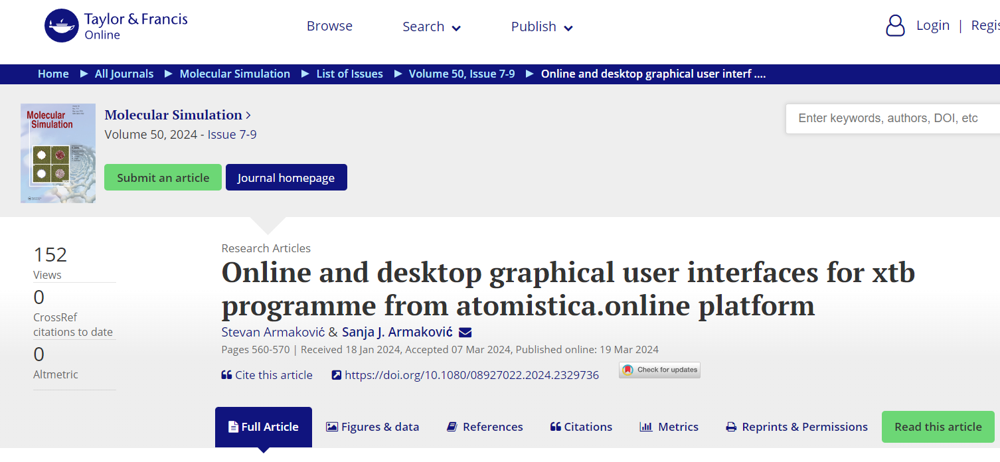 Taylor & Francis
Online
Browse
Search
Publish
Login | Regis
Home ▶ All Journals ▶ Molecular Simulation ▶ List of Issues ▶ Volume 50, Issue 7-9 ▶ Online and desktop graphical user interf ....
Molecular
Simulation
Molecular Simulation >
Volume 50, 2024 - Issue 7-9
Enter keywords, authors, DOI, etc
Submit an article
Journal homepage
152
Views
0
CrossRef
citations to date
0
Altmetric
Research Articles
Online and desktop graphical user interfaces for xtb
programme from atomistica.online platform
Stevan Armaković & Sanja J. Armaković
Pages 560-570 | Received 18 Jan 2024, Accepted 07 Mar 2024, Published online: 19 Mar 2024
Cite this article
https://doi.org/10.1080/08927022.2024.2329736
Check for updates
Full Article
Figures & data
References
Citations
Metrics
Reprints & Permissions
Read this article